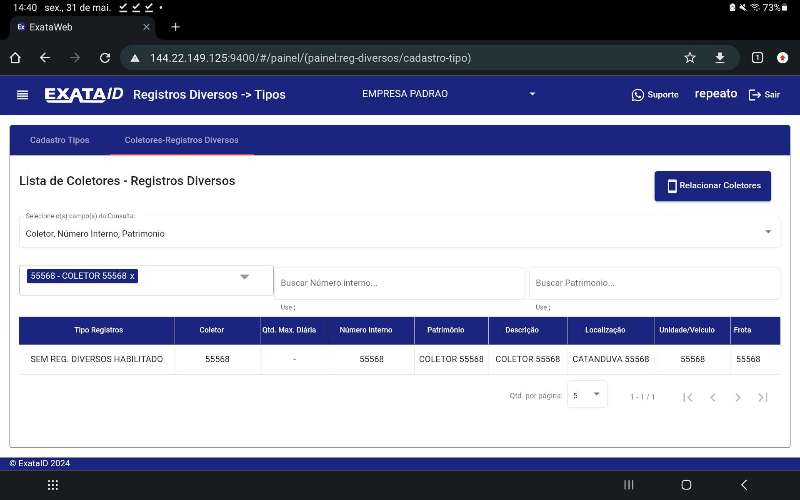 14:40 sex., 31 de mai.
73%
ExataWeb
144.22.149.125:9400/#/painel/(painel:reg-diversos/cadastro-tipo)
1
EXATAID Registros Diversos -> Tipos EMPRESA PADRAO Suporte repeato Sair
Cadastro Tipos Coletores-Registros Diversos
Lista de Coletores - Registros Diversos
Relacionar Coletores
Selecione o(s) campo(s) da Consulta:
Coletor, Número Interno, Patrimonio
55568 - COLETOR 55568 x
Buscar Número interno...
Buscar Patrimonio...
Use ; Use ;
Tipo Registros Coletor Qtd. Max. Diária Número Interno Patrimônio Descrição Localização Unidade/Veiculo Frota
SEM REG. DIVERSOS HABILITADO 55568 - 55568 COLETOR 55568 COLETOR 55568 CATANDUVA 55568 55568 55568
Qtd. por página: 5 1 - 1 / 1
© ExataID 2024